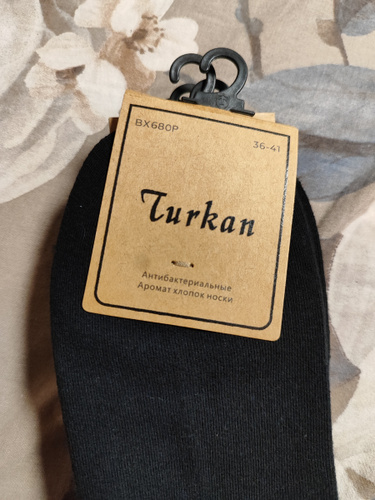 BX680P
36-41
Turkan
Антибактериальные
Аромат хлопок носки